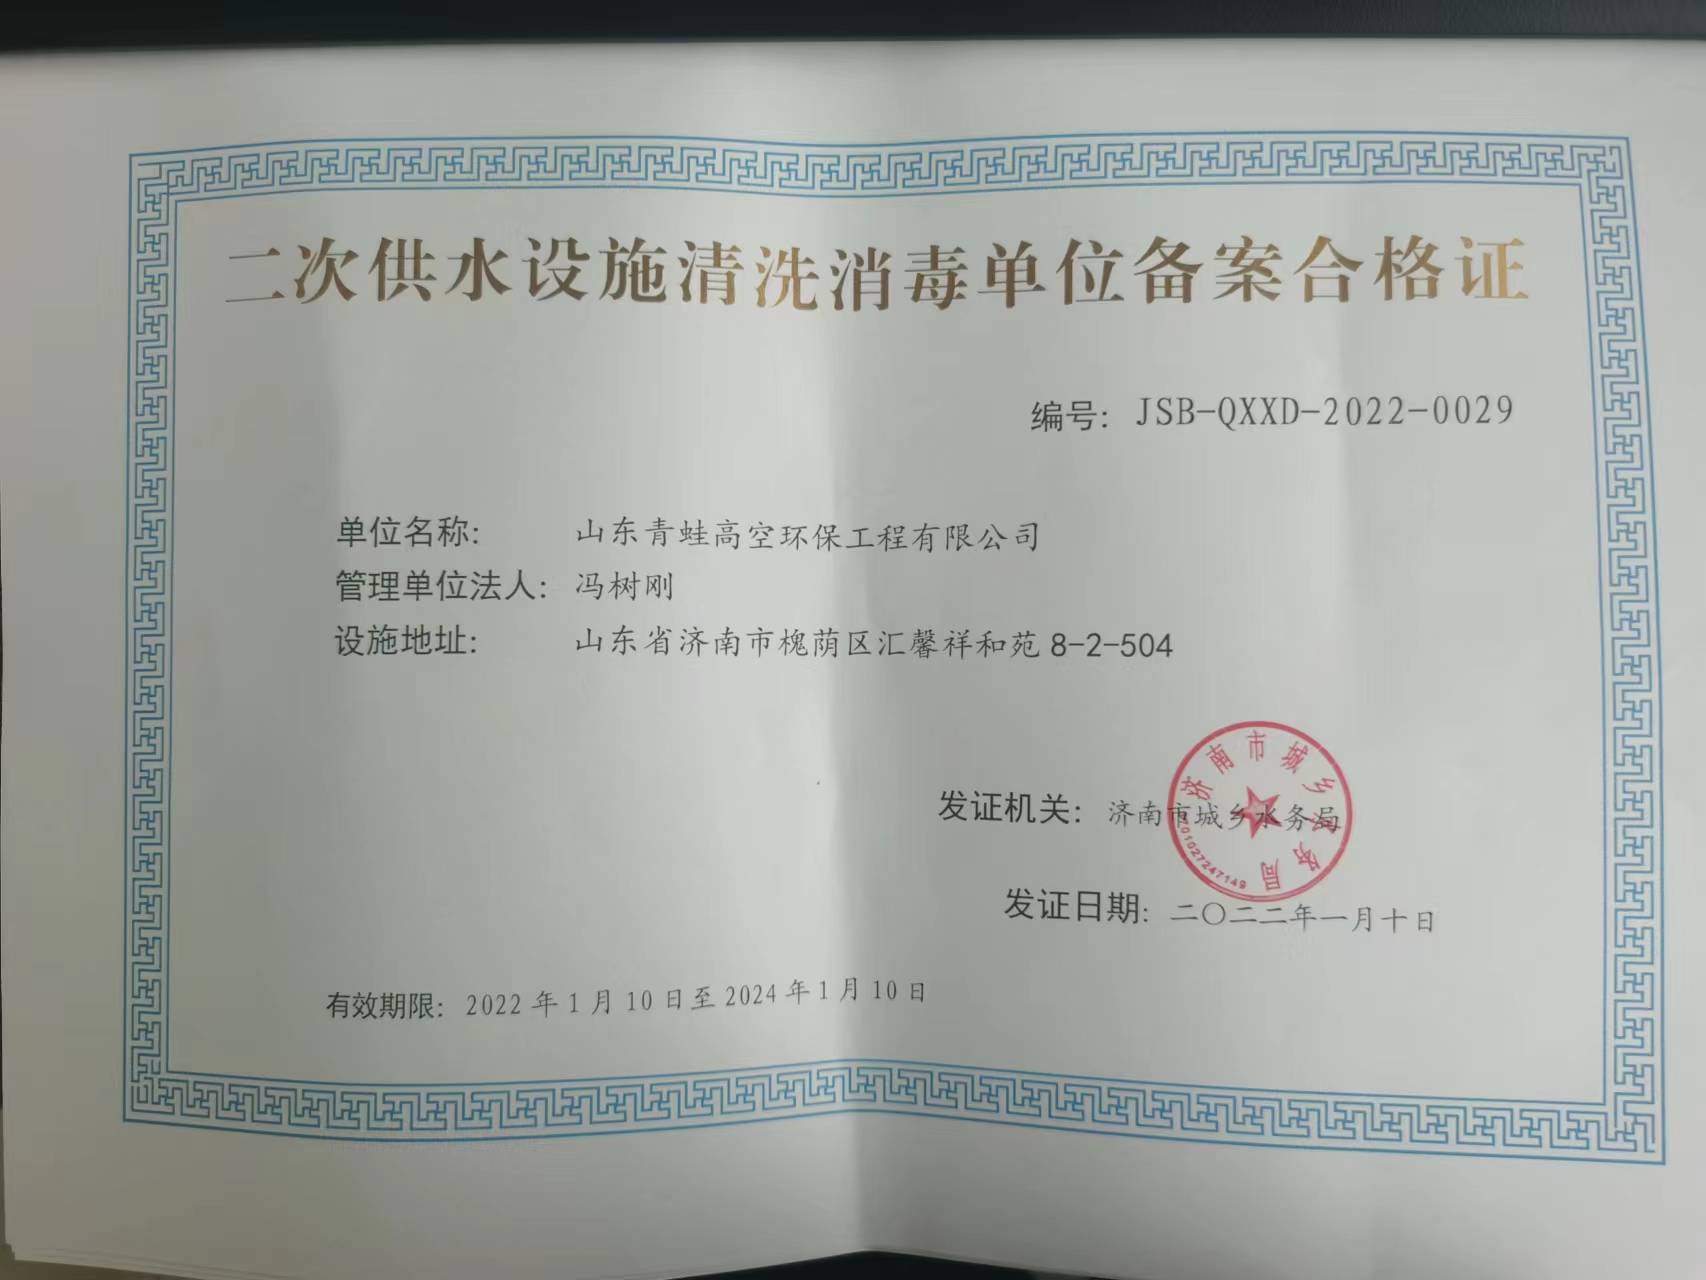 二次供水设施清洗消毒单位备案合格证
编号: JSB-QXXD-2022-0029
单位名称: 山东青蛙高空环保工程有限公司
管理单位法人: 冯树刚
设施地址: 山东省济南市槐荫区汇馨祥和苑 8-2-504
济南市城乡水务局
发证机关: 济南市城乡水务局
发证日期: 二〇二二年一月十日
有效期限: 2022 年 1 月 10 日至 2024 年 1 月 10 日